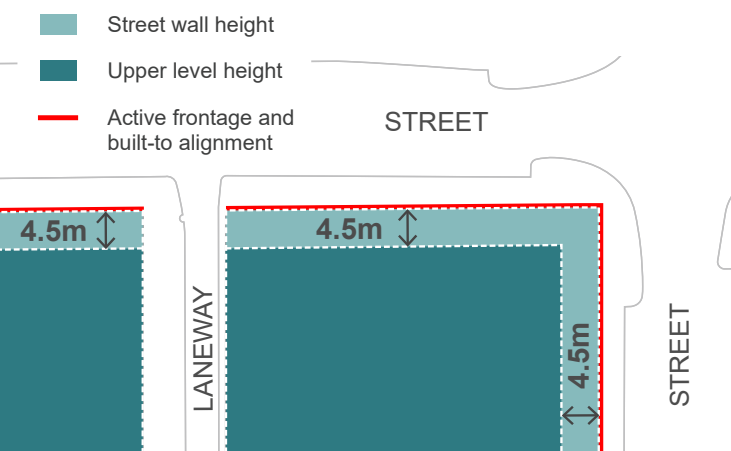 Street wall height
Upper level height
Active frontage and
built-to alignment
STREET
4.5m
4.5m
LANEWAY
4.5m
STREET